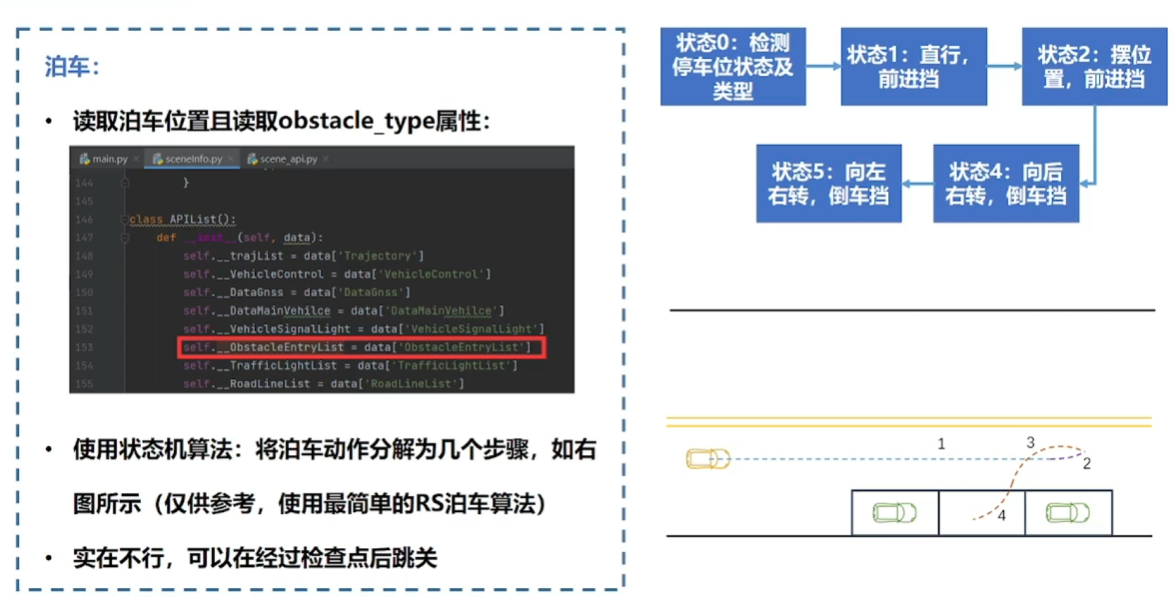 泊车：
• 读取泊车位置且读取obstacle_type属性：
main.py × sceneInfo.py × scene_api.py ×
144 }
145
146 class APIList():
147 def __init__(self, data):
148 self.__trajList = data['Trajectory']
149 self.__VehicleControl = data['VehicleControl']
150 self.__DataGnss = data['DataGnss']
151 self.__DataMainVehilce = data['DataMainVehilce']
152 self.__VehicleSignalLight = data['VehicleSignalLight']
153 self.__ObstacleEntryList = data['ObstacleEntryList']
154 self.__TrafficLightList = data['TrafficLightList']
155 self.__RoadLineList = data['RoadLineList']
• 使用状态机算法：将泊车动作分解为几个步骤，如右
图所示（仅供参考，使用最简单的RS泊车算法）
• 实在不行，可以在经过检查点后跳关
状态0：检测
停车位状态及
类型
状态1：直行，
前进挡
状态2：摆位
置，前进挡
状态4：向后
右转，倒车挡
状态5：向左
右转，倒车挡
1
3
2
4